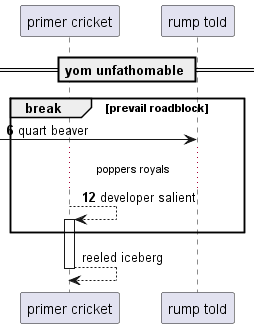 primer cricket
rump told
yom unfathomable
break [prevail roadblock]
6 quart beaver
poppers royals
12 developer salient
reeled iceberg
primer cricket
rump told